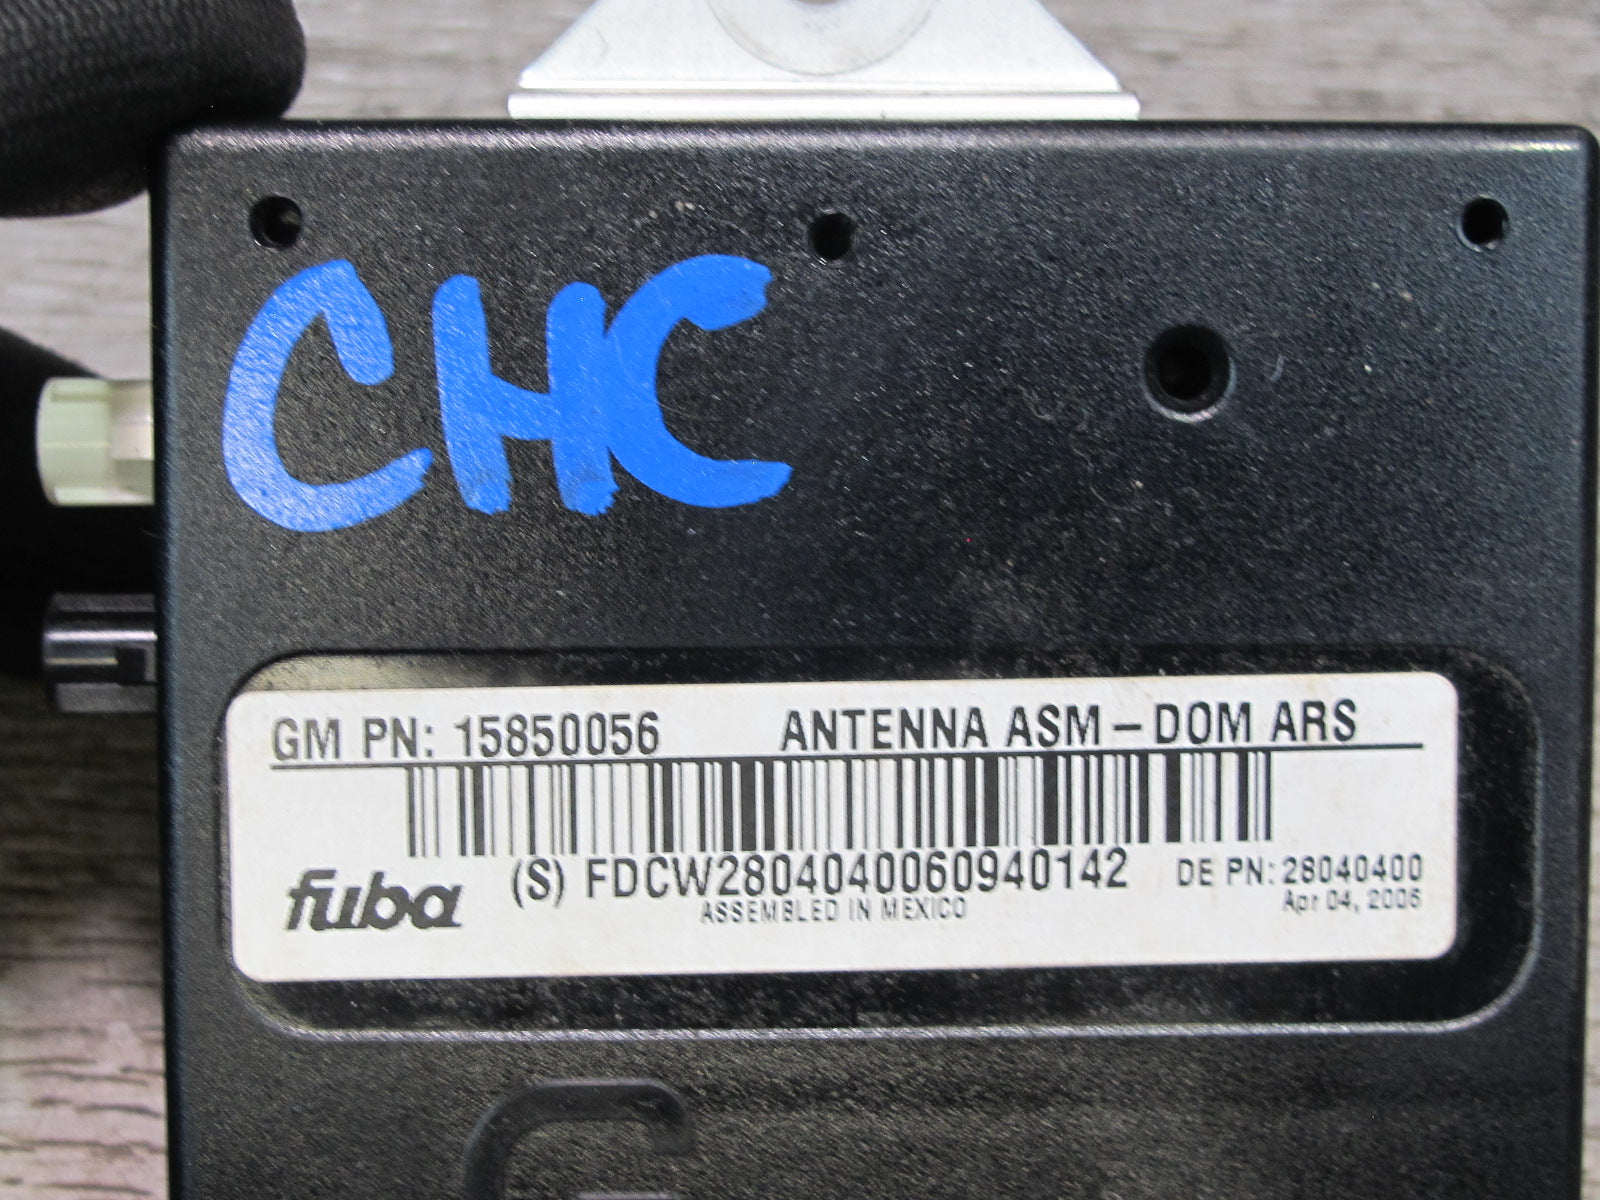 CHC
GM PN: 15850056 ANTENNA ASM - DOM ARS
(S) FDCW2804040060940142 DE PN: 28040400
fuba ASSEMBLED IN MEXICO Apr 04, 2006